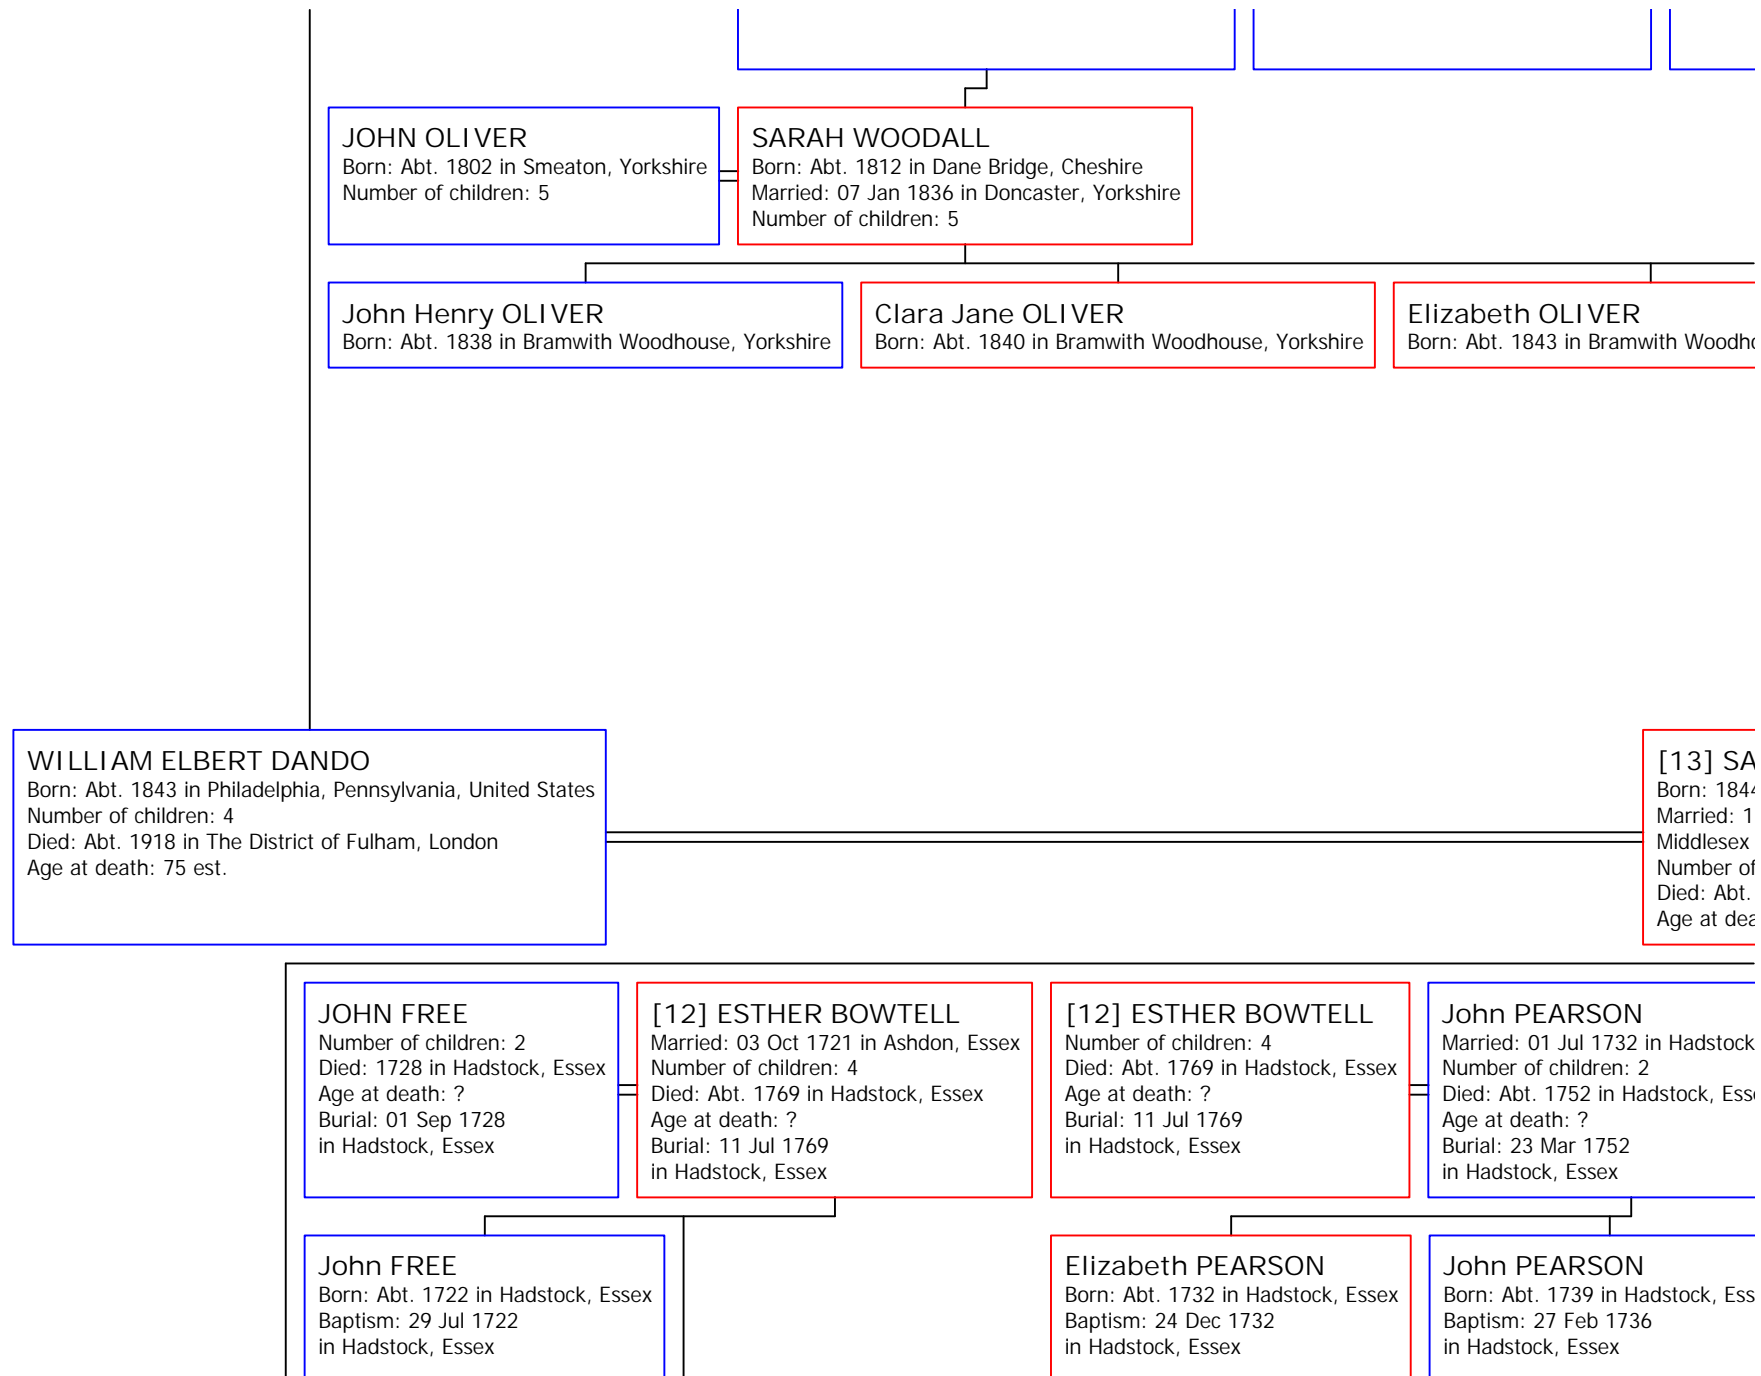 JOHN OLIVER
Born: Abt. 1802 in Smeaton, Yorkshire
Number of children: 5
SARAH WOODALL
Born: Abt. 1812 in Dane Bridge, Cheshire
Married: 07 Jan 1836 in Doncaster, Yorkshire
Number of children: 5
John Henry OLIVER
Born: Abt. 1838 in Bramwith Woodhouse, Yorkshire
Clara Jane OLIVER
Born: Abt. 1840 in Bramwith Woodhouse, Yorkshire
Elizabeth OLIVER
Born: Abt. 1843 in Bramwith
WILLIAM ELBERT DANDO
Born: Abt. 1843 in Philadelphia, Pennsylvania, United States
Number of children: 4
Died: Abt. 1918 in The District of Fulham, London
Age at death: 75 est.
[13]
Born: 1844
Married:
Middlesex
Number of
Died: Abt.
Age at
JOHN FREE
Number of children: 2
Died: 1728 in Hadstock, Essex
Age at death: ?
Burial: 01 Sep 1728
in Hadstock, Essex
[12] ESTHER BOWTELL
Married: 03 Oct 1721 in Ashdon, Essex
Number of children: 4
Died: Abt. 1769 in Hadstock, Essex
Age at death: ?
Burial: 11 Jul 1769
in Hadstock, Essex
[12] ESTHER BOWTELL
Number of children: 4
Died: Abt. 1769 in Hadstock, Essex
Age at death: ?
Burial: 11 Jul 1769
in Hadstock, Essex
John PEARSON
Married: 01 Jul 1732 in Hadstock
Number of children: 2
Died: Abt. 1752 in Hadstock,
Age at death: ?
Burial: 23 Mar 1752
in Hadstock, Essex
John FREE
Born: Abt. 1722 in Hadstock, Essex
Baptism: 29 Jul 1722
in Hadstock, Essex
Elizabeth PEARSON
Born: Abt. 1732 in Hadstock, Essex
Baptism: 24 Dec 1732
in Hadstock, Essex
John PEARSON
Born: Abt. 1739 in Hadstock,
Baptism: 27 Feb 1736
in Hadstock, Essex